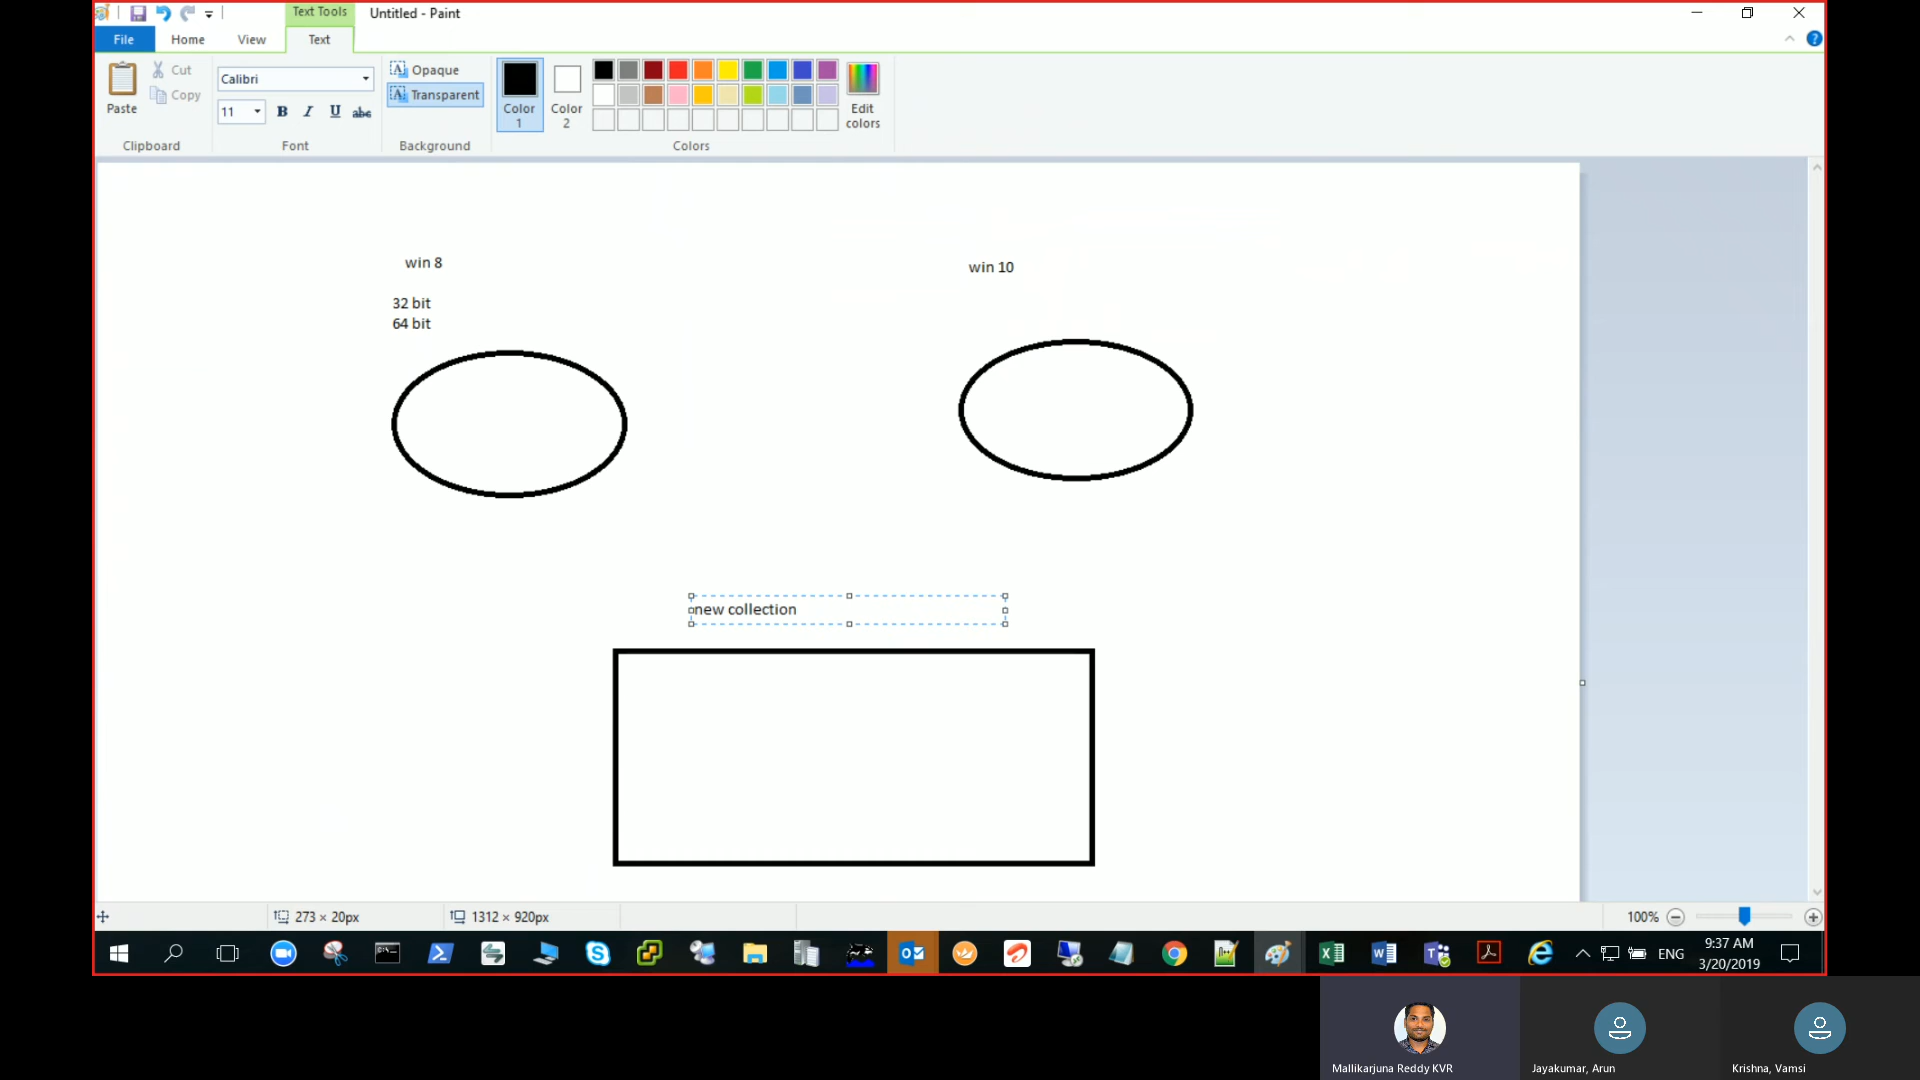 Text Tools
Untitled - Paint
File
Home
View
Text
Paste
Cut
Copy
Clipboard
Calibri
11
B I U abc
Font
Opaque
Transparent
Background
Color
1
Color
2
Edit
colors
Colors
win 8
win 10
32 bit
64 bit
new collection
273 × 20px
1312 × 920px
100%
ENG
9:37 AM
3/20/2019
Mallikarjuna Reddy KVR
Jayakumar, Arun
Krishna, Vamsi